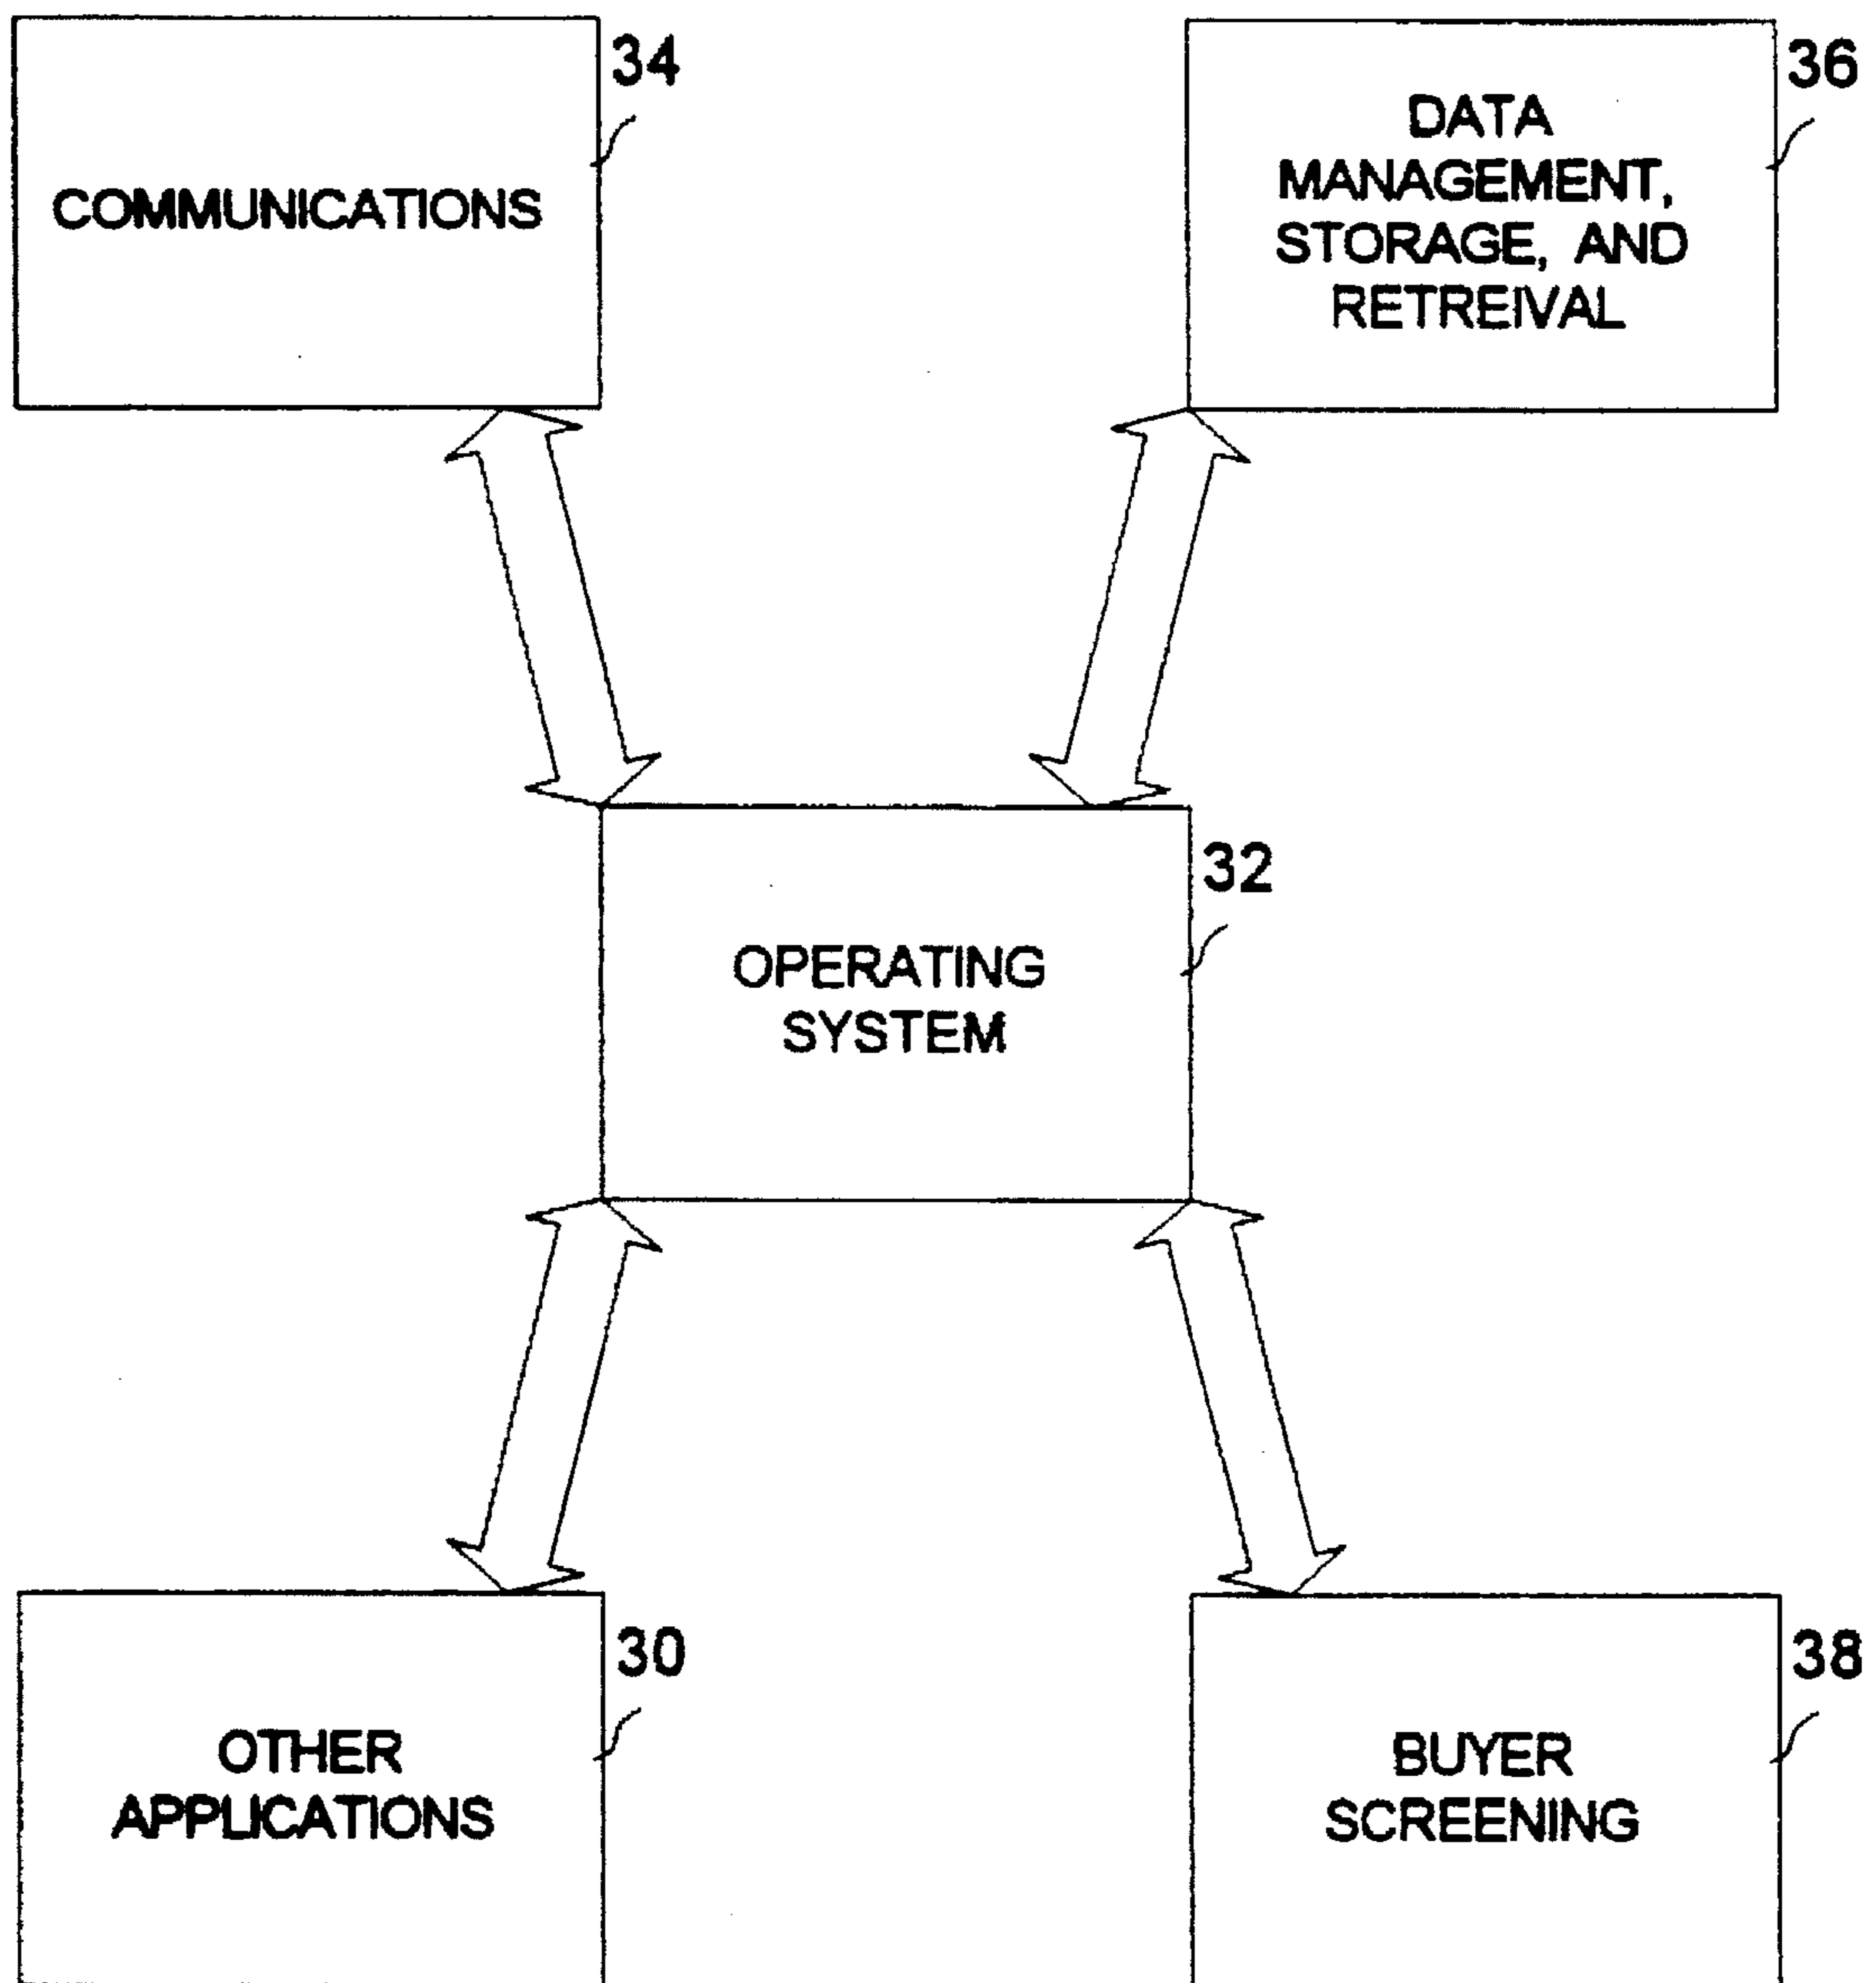 34
COMMUNICATIONS
36
DATA
MANAGEMENT,
STORAGE, AND
RETREIVAL
32
OPERATING
SYSTEM
30
OTHER
APPLICATIONS
38
BUYER
SCREENING